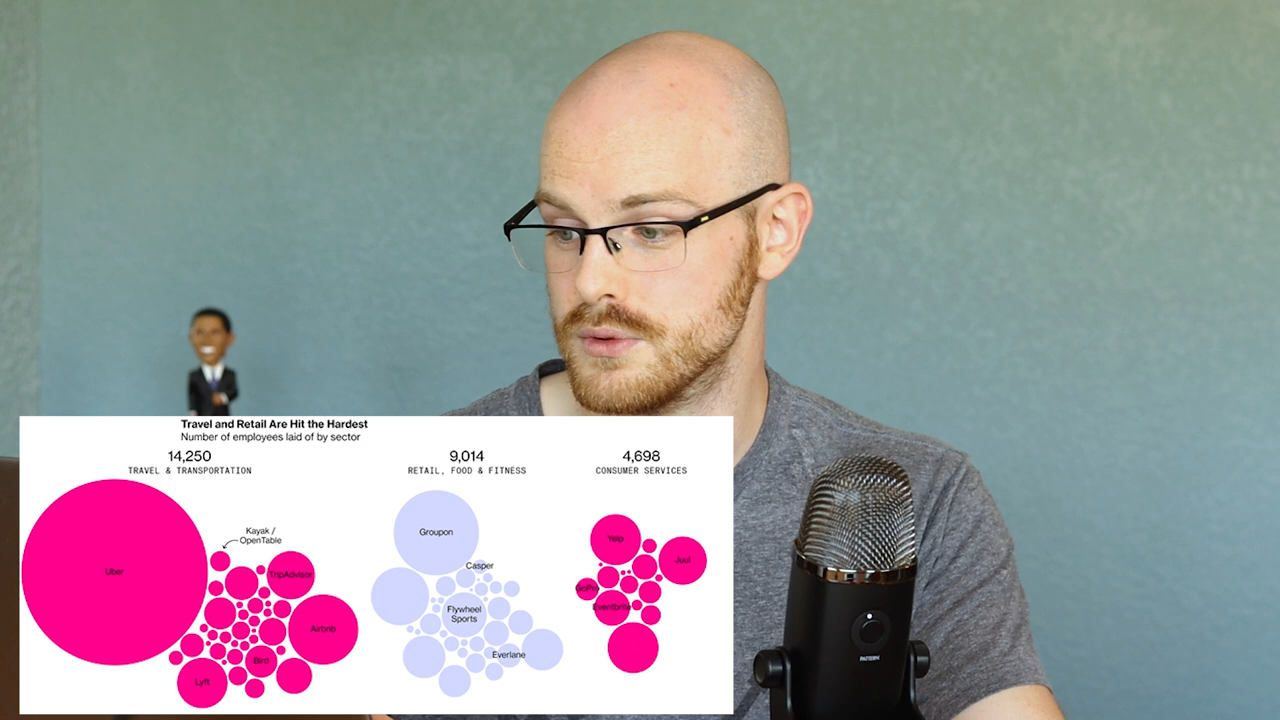 Travel and Retail Are Hit the Hardest
Number of employees laid of by sector
14,250
TRAVEL & TRANSPORTATION
9,014
RETAIL, FOOD & FITNESS
4,698
CONSUMER SERVICES
Uber
Kayak /
OpenTable
TripAdvisor
Airbnb
Bird
Lyft
Groupon
Casper
Flywheel
Sports
Everlane
Yelp
Juul
GoPro
Eventbrite
PATTERN